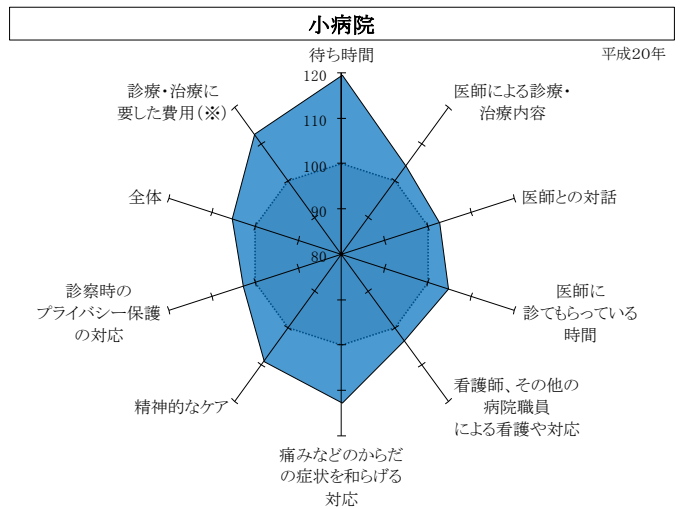 小病院
平成20年
待ち時間
120
110
100
90
80
医師による診療・
治療内容
医師との対話
医師に
診てもらっている
時間
看護師、その他の
病院職員
による看護や対応
痛みなどのからだ
の症状を和らげる
対応
精神的なケア
診察時の
プライバシー保護
の対応
全体
診療・治療に
要した費用(※)